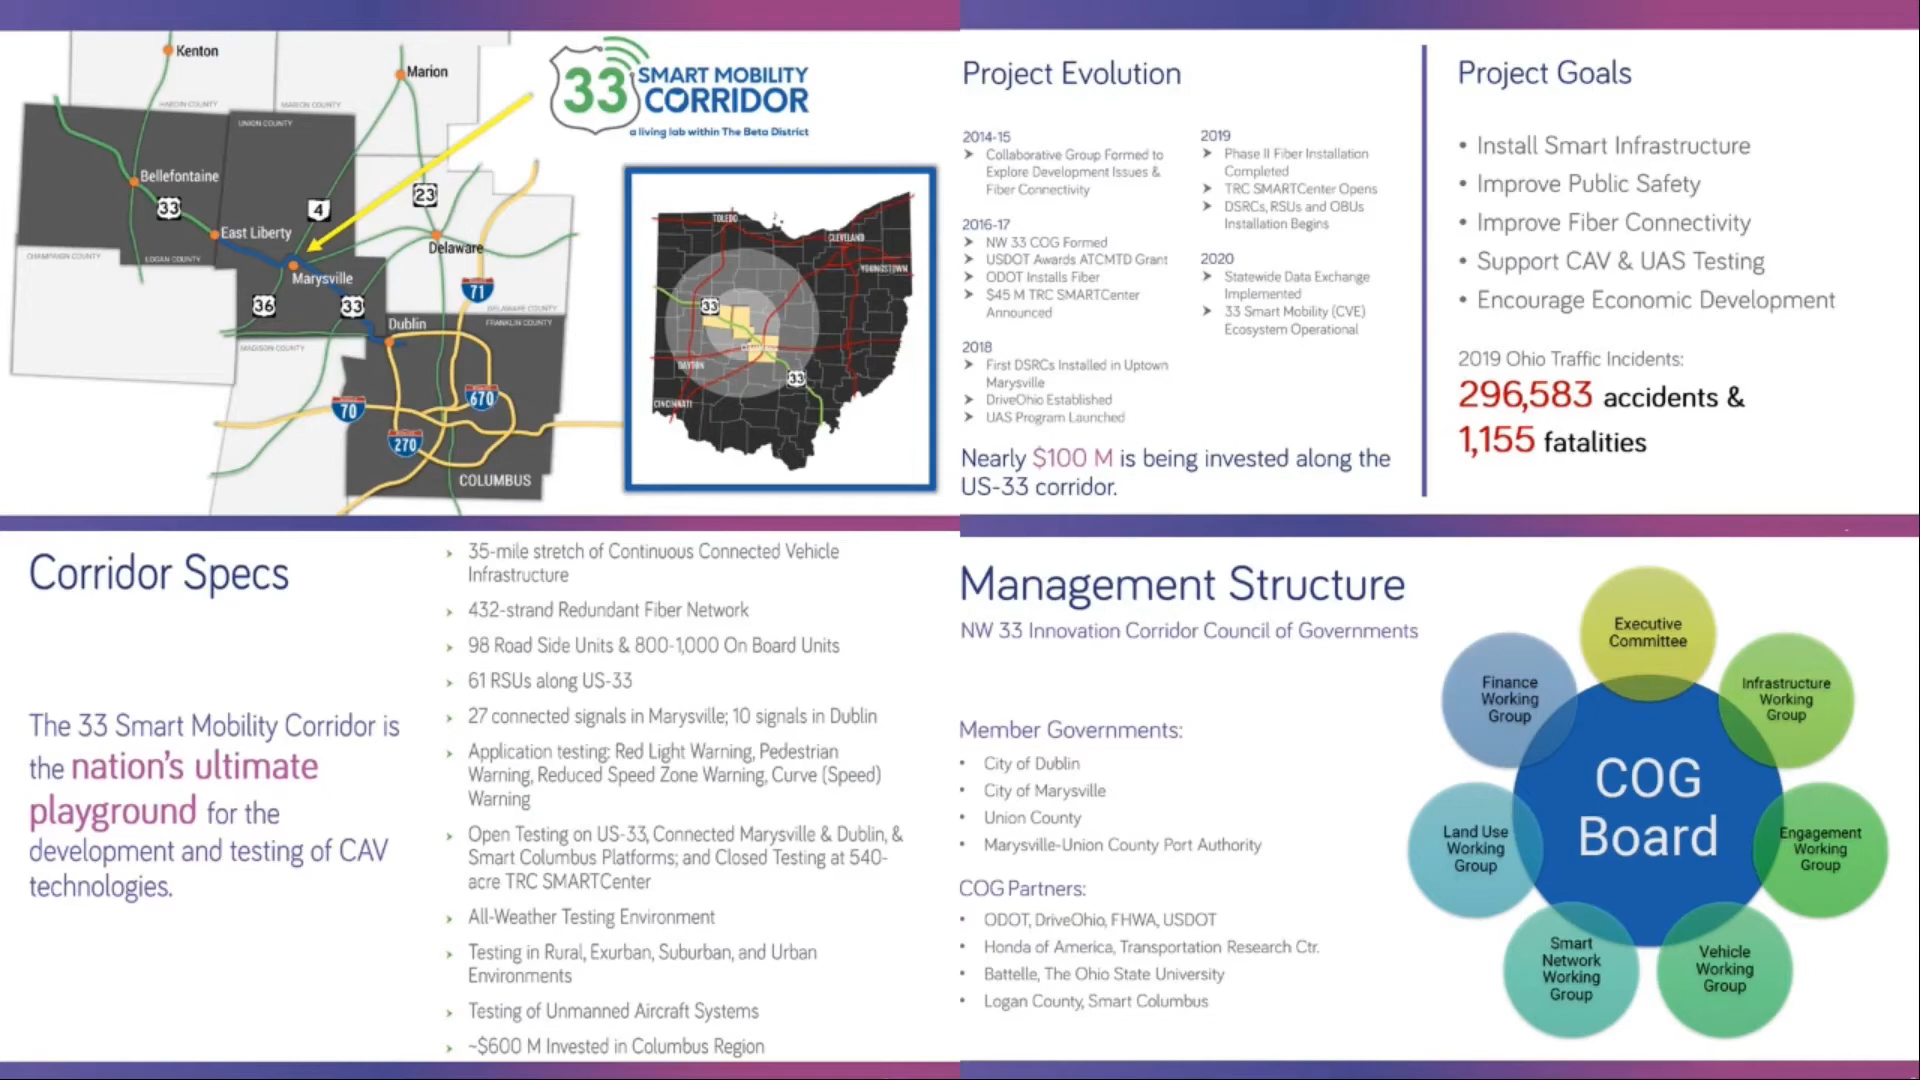 Kenton
Marion
HARDIN COUNTY
MARION COUNTY
UNION COUNTY
Bellefontaine
33
4
23
East Liberty
Delaware
CHAMPAIGN COUNTY
LOGAN COUNTY
Marysville
36
33
71
DELAWARE COUNTY
Dublin
FRANKLIN COUNTY
MADISON COUNTY
70
670
270
COLUMBUS
33
SMART MOBILITY
CORRIDOR
a living lab within The Beta District
TOLEDO
CLEVELAND
YOUNGSTOWN
33
DAYTON
33
CINCINNATI
Project Evolution
2014-15
Collaborative Group Formed to
Explore Development Issues &
Fiber Connectivity
2016-17
NW 33 COG Formed
USDOT Awards ATCMTD Grant
ODOT Installs Fiber
$45 M TRC SMARTCenter
Announced
2018
First DSRCs Installed in Uptown
Marysville
DriveOhio Established
UAS Program Launched
2019
Phase II Fiber Installation
Completed
TRC SMARTCenter Opens
DSRCs, RSUs and OBUs
Installation Begins
2020
Statewide Data Exchange
Implemented
33 Smart Mobility (CVE)
Ecosystem Operational
Nearly $100 M is being invested along the
US-33 corridor.
Project Goals
• Install Smart Infrastructure
• Improve Public Safety
• Improve Fiber Connectivity
• Support CAV & UAS Testing
• Encourage Economic Development
2019 Ohio Traffic Incidents:
296,583 accidents &
1,155 fatalities
Corridor Specs
The 33 Smart Mobility Corridor is
the nation's ultimate
playground for the
development and testing of CAV
technologies.
35-mile stretch of Continuous Connected Vehicle
Infrastructure
432-strand Redundant Fiber Network
98 Road Side Units & 800-1,000 On Board Units
61 RSUs along US-33
27 connected signals in Marysville; 10 signals in Dublin
Application testing: Red Light Warning, Pedestrian
Warning, Reduced Speed Zone Warning, Curve (Speed)
Warning
Open Testing on US-33, Connected Marysville & Dublin, &
Smart Columbus Platforms; and Closed Testing at 540-
acre TRC SMARTCenter
All-Weather Testing Environment
Testing in Rural, Exurban, Suburban, and Urban
Environments
Testing of Unmanned Aircraft Systems
~$600 M Invested in Columbus Region
Management Structure
NW 33 Innovation Corridor Council of Governments
Member Governments:
• City of Dublin
• City of Marysville
• Union County
• Marysville-Union County Port Authority
COG Partners:
• ODOT, DriveOhio, FHWA, USDOT
• Honda of America, Transportation Research Ctr.
• Battelle, The Ohio State University
• Logan County, Smart Columbus
Executive
Committee
Finance
Working
Group
Infrastructure
Working
Group
COG
Board
Land Use
Working
Group
Engagement
Working
Group
Smart
Network
Working
Group
Vehicle
Working
Group